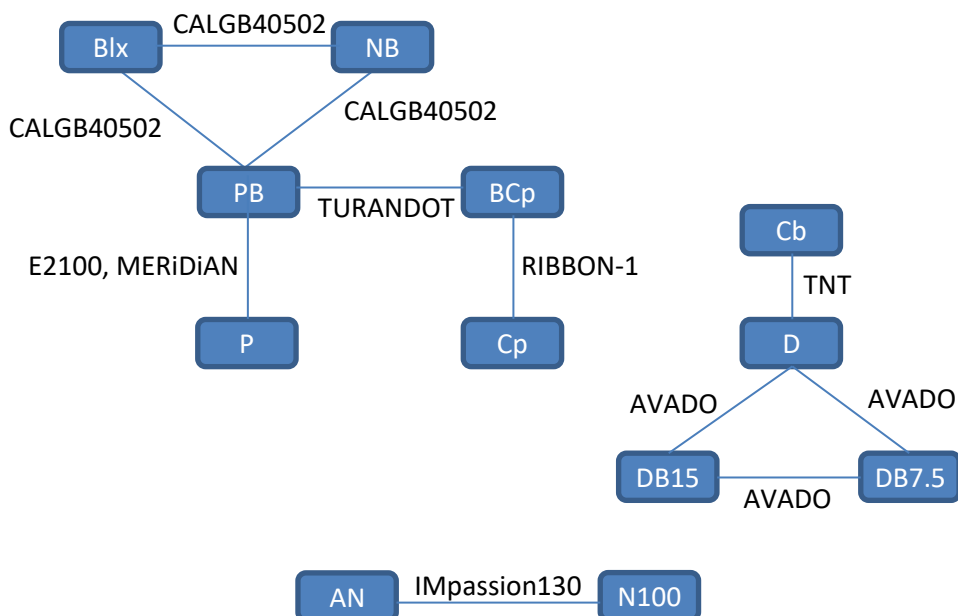 CALGB40502
Blx
NB
CALGB40502
CALGB40502
PB
BCp
TURANDOT
Cb
E2100, MERiDiAN
RIBBON-1
TNT
P
Cp
D
AVADO
AVADO
DB15
DB7.5
AVADO
IMpassion130
AN
N100